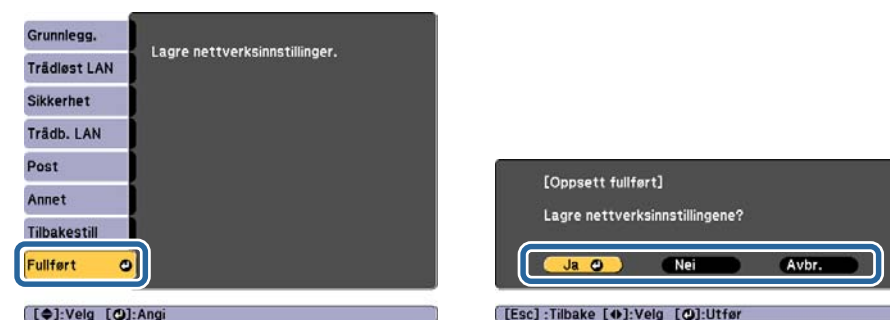 Grunnlegg.
Trådløst LAN
Sikkerhet
Trådb. LAN
Post
Annet
Tilbakestill
Fullført
Lagre nettverksinnstillinger.
[ ]:Velg [ ]:Angi
[Oppsett fullført]
Lagre nettverksinnstillingene?
Ja Nei Avbr.
[Esc] :Tilbake [ ]:Velg [ ]:Utfør